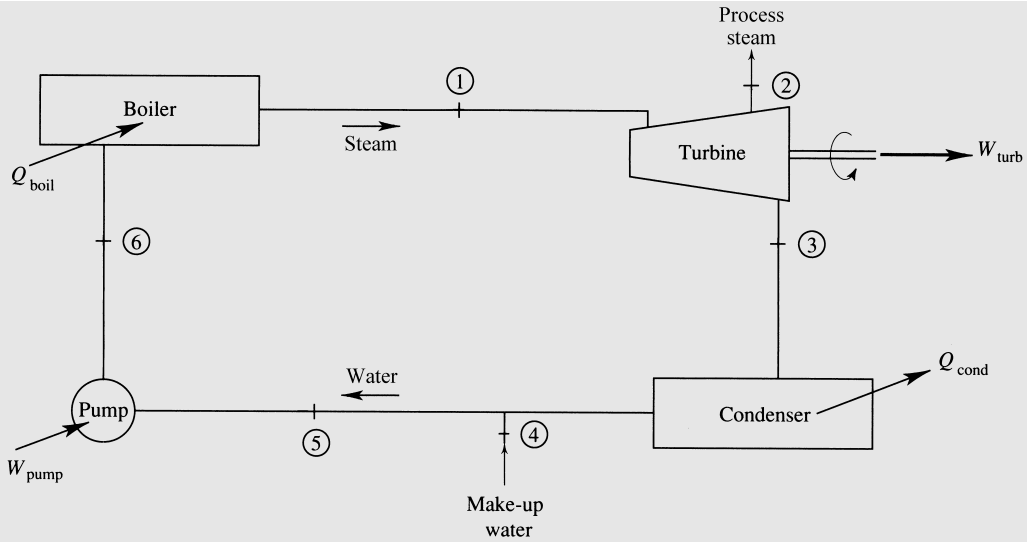 Process
steam
①
②
Boiler
Steam
Turbine
W turb
Q boil
⑥
③
Water
Q cond
Pump
Condenser
⑤
④
W pump
Make-up
water